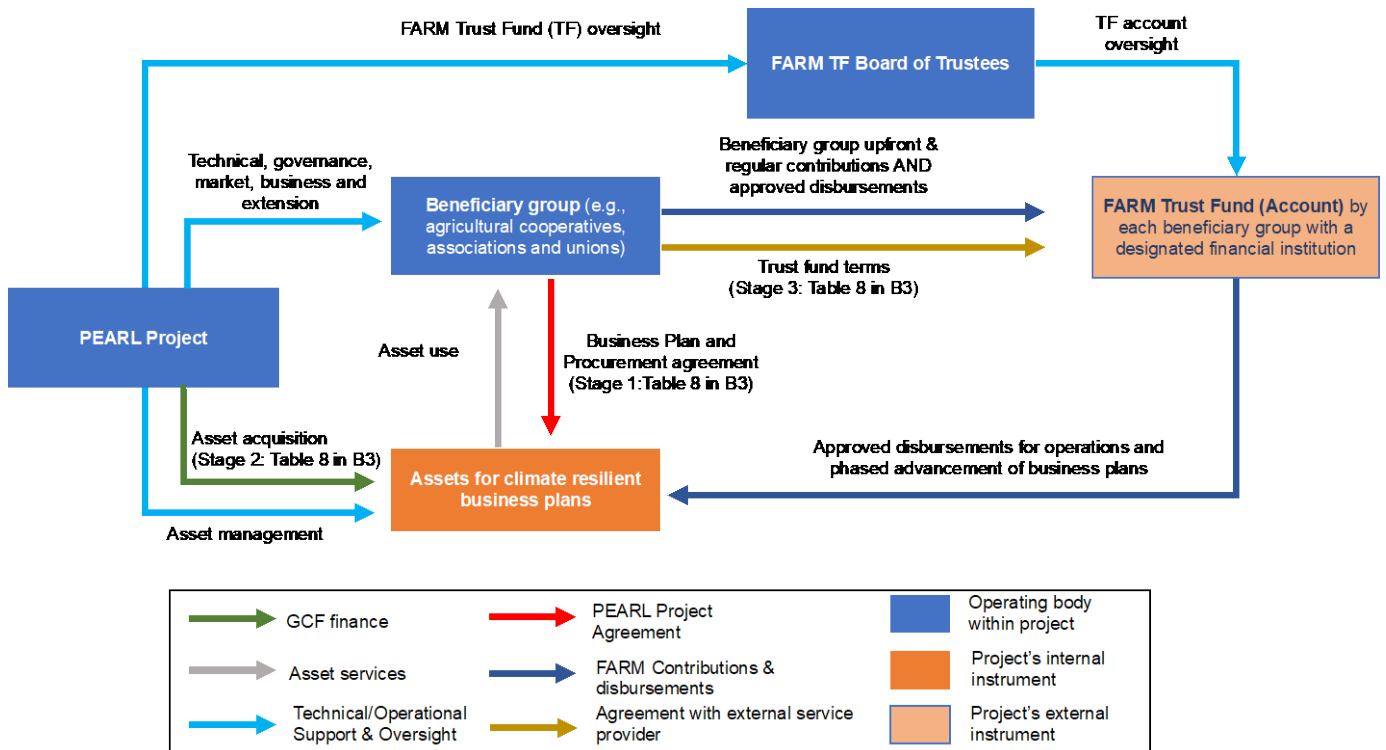 FARM Trust Fund (TF) oversight
TF account
oversight
FARM TF Board of Trustees
Technical, governance,
market, business and
extension
Beneficiary group upfront &
regular contributions AND
approved disbursements
Beneficiary group (e.g.,
agricultural cooperatives,
associations and unions)
FARM Trust Fund (Account) by
each beneficiary group with a
designated financial institution
Trust fund terms
(Stage 3: Table 8 in B3)
PEARL Project
Asset use
Business Plan and
Procurement agreement
(Stage 1:Table 8 in B3)
Asset acquisition
(Stage 2: Table 8 in B3)
Assets for climate resilient
business plans
Approved disbursements for operations and
phased advancement of business plans
Asset management
GCF finance
PEARL Project
Agreement
Operating body
within project
Asset services
FARM Contributions &
disbursements
Project's internal
instrument
Technical/Operational
Support & Oversight
Agreement with external service
provider
Project's external
instrument